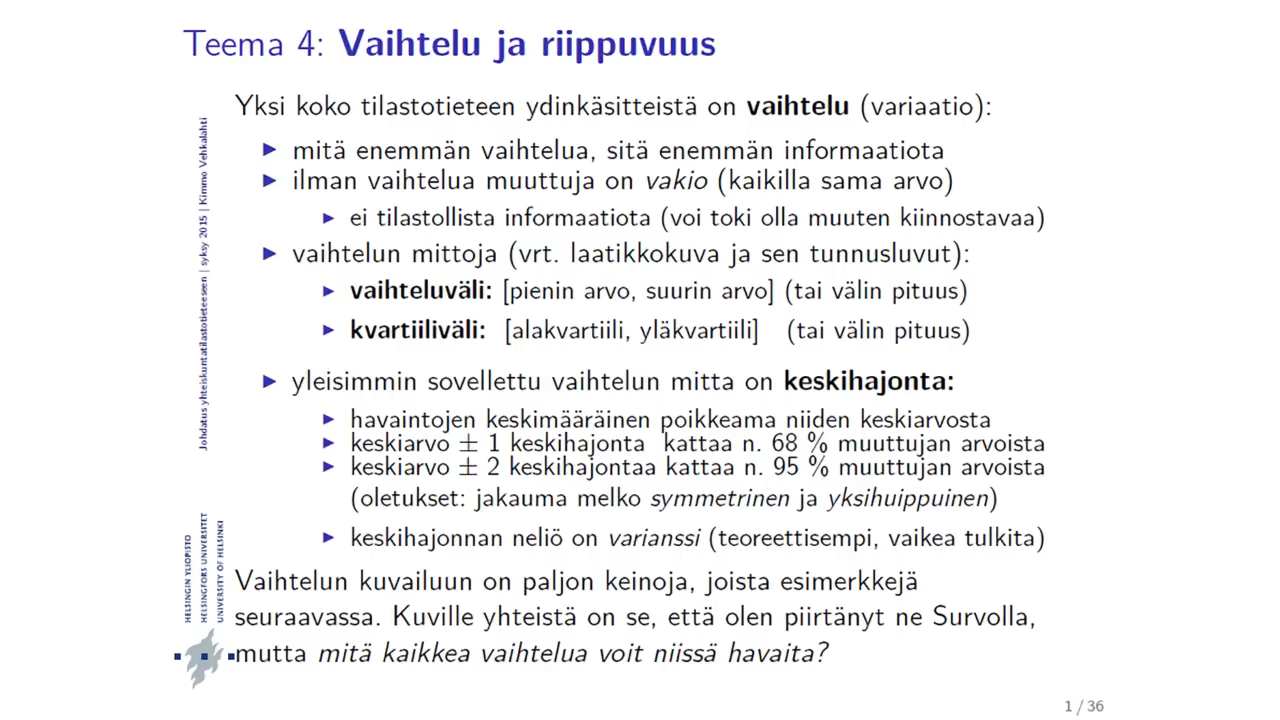 Teema 4: Vaihtelu ja riippuvuus
Yksi koko tilastotieteen ydinkäsitteistä on vaihtelu (variaatio):
▶ mitä enemmän vaihtelua, sitä enemmän informaatiota
▶ ilman vaihtelua muuttuja on vakio (kaikilla sama arvo)
▶ ei tilastollista informaatiota (voi toki olla muuten kiinnostavaa)
▶ vaihtelun mittoja (vrt. laatikkokuva ja sen tunnusluvut):
▶ vaihteluväli: [pienin arvo, suurin arvo] (tai välin pituus)
▶ kvartiiliväli: [alakvartiili, yläkvartiili] (tai välin pituus)
▶ yleisimmin sovellettu vaihtelun mitta on keskihajonta:
▶ havaintojen keskimääräinen poikkeama niiden keskiarvosta
▶ keskiarvo ± 1 keskihajonta kattaa n. 68 % muuttujan arvoista
▶ keskiarvo ± 2 keskihajontaa kattaa n. 95 % muuttujan arvoista
(oletukset: jakauma melko symmetrinen ja yksihuippuinen)
▶ keskihajonnan neliö on varianssi (teoreettisempi, vaikea tulkita)
Vaihtelun kuvailuun on paljon keinoja, joista esimerkkejä
seuraavassa. Kuville yhteistä on se, että olen piirtänyt ne Survolla,
mutta mitä kaikkea vaihtelua voit niissä havaita?
Johdatus yhteiskuntatilastotieteeseen | syksy 2015 | Kimmo Vehkalahti
HELSINGIN YLIOPISTO
HELSINGFORS UNIVERSITET
UNIVERSITY OF HELSINKI
1 / 36